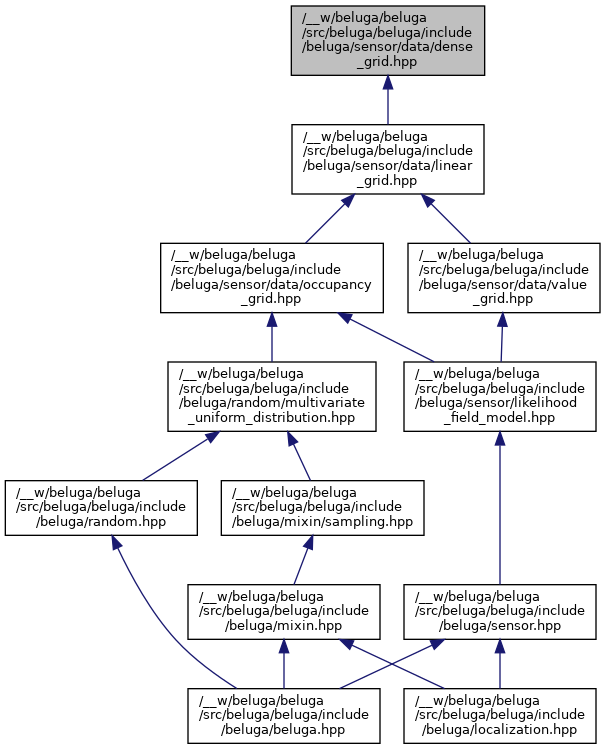 /__w/beluga/beluga
/src/beluga/beluga/include
/beluga/sensor/data/dense
_grid.hpp
/__w/beluga/beluga
/src/beluga/beluga/include
/beluga/sensor/data/linear
_grid.hpp
/__w/beluga/beluga
/src/beluga/beluga/include
/beluga/sensor/data/occupancy
_grid.hpp
/__w/beluga/beluga
/src/beluga/beluga/include
/beluga/sensor/data/value
_grid.hpp
/__w/beluga/beluga
/src/beluga/beluga/include
/beluga/random/multivariate
_uniform_distribution.hpp
/__w/beluga/beluga
/src/beluga/beluga/include
/beluga/sensor/likelihood
_field_model.hpp
/__w/beluga/beluga
/src/beluga/beluga/include
/beluga/random.hpp
/__w/beluga/beluga
/src/beluga/beluga/include
/beluga/mixin/sampling.hpp
/__w/beluga/beluga
/src/beluga/beluga/include
/beluga/mixin.hpp
/__w/beluga/beluga
/src/beluga/beluga/include
/beluga/sensor.hpp
/__w/beluga/beluga
/src/beluga/beluga/include
/beluga/beluga.hpp
/__w/beluga/beluga
/src/beluga/beluga/include
/beluga/localization.hpp